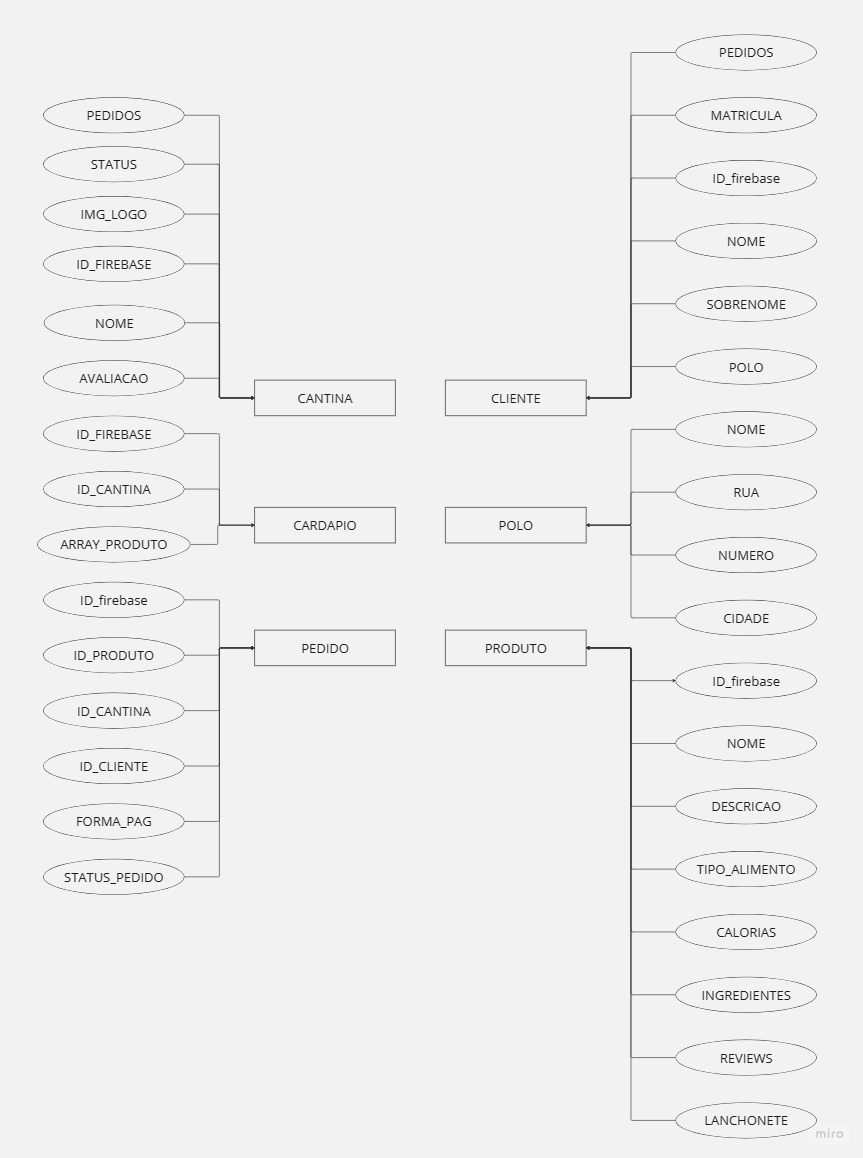 PEDIDOS
STATUS
IMG_LOGO
ID_FIREBASE
NOME
AVALIACAO
CANTINA
ID_FIREBASE
ID_CANTINA
ARRAY_PRODUTO
CARDAPIO
ID_firebase
ID_PRODUTO
ID_CANTINA
ID_CLIENTE
FORMA_PAG
STATUS_PEDIDO
PEDIDO
PEDIDOS
MATRICULA
ID_firebase
NOME
SOBRENOME
POLO
CLIENTE
NOME
RUA
NUMERO
CIDADE
POLO
PRODUTO
ID_firebase
NOME
DESCRICAO
TIPO_ALIMENTO
CALORIAS
INGREDIENTES
REVIEWS
LANCHONETE
miro